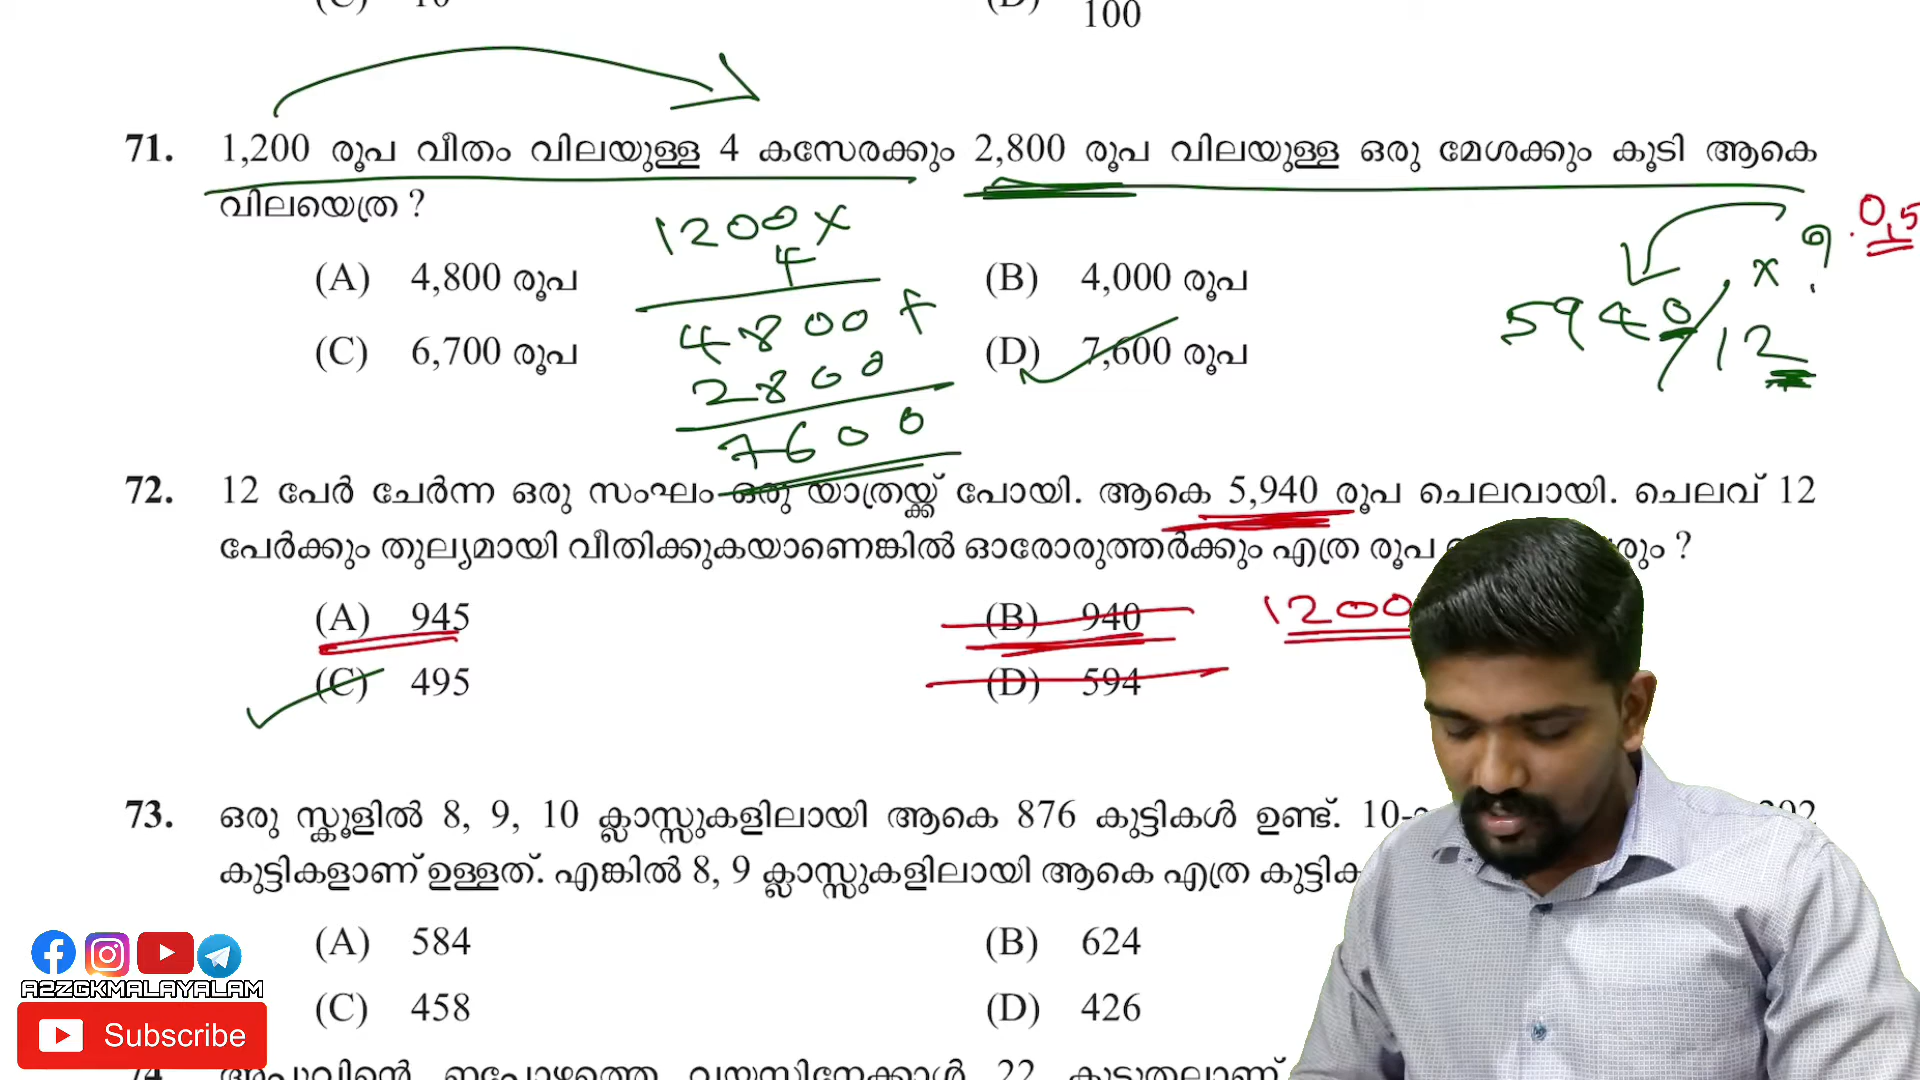 100
71. 1,200 രൂപ വീതം വിലയുള്ള 4 കസേരക്കും 2,800 രൂപ വിലയുള്ള ഒരു മേശക്കും കൂടി ആകെ
വിലയെത്ര ?
(A) 4,800 രൂപ (B) 4,000 രൂപ
(C) 6,700 രൂപ (D) 7,600 രൂപ
1200 x
4
4800 +
2800
7600
0,5
x ?
5940 / 12
72. 12 പേർ ചേർന്ന ഒരു സംഘം ഒരു യാത്രയ്ക്ക് പോയി. ആകെ 5,940 രൂപ ചെലവായി. ചെലവ് 12
പേർക്കും തുല്യമായി വീതിക്കുകയാണെങ്കിൽ ഓരോരുത്തർക്കും എത്ര രൂപ ?
(A) 945 (B) 940
1200
(C) 495 (D) 594
73. ഒരു സ്കൂളിൽ 8, 9, 10 ക്ലാസ്സുകളിലായി ആകെ 876 കുട്ടികൾ ഉണ്ട്. 10-
കുട്ടികളാണ് ഉള്ളത്. എങ്കിൽ 8, 9 ക്ലാസ്സുകളിലായി ആകെ എത്ര
(A) 584 (B) 624
(C) 458 (D) 426
A2ZGKMALAYALAM
Subscribe